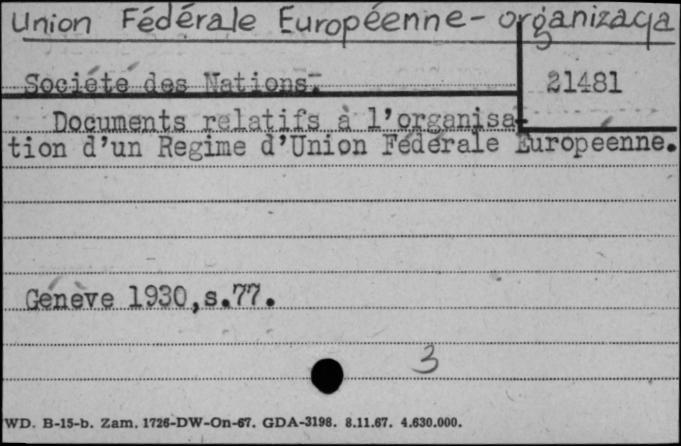 Union Fédérale Européenne - organizacja
Société des Nations.
21481
Documents relatifs à l'organisa-
tion d'un Regime d'Union Fédérale Europeenne.
Genève 1930, s.77.
3
WD. B-15-b. Zam. 1726-DW-On-67. GDA-3198. 8.11.67. 4.630.000.